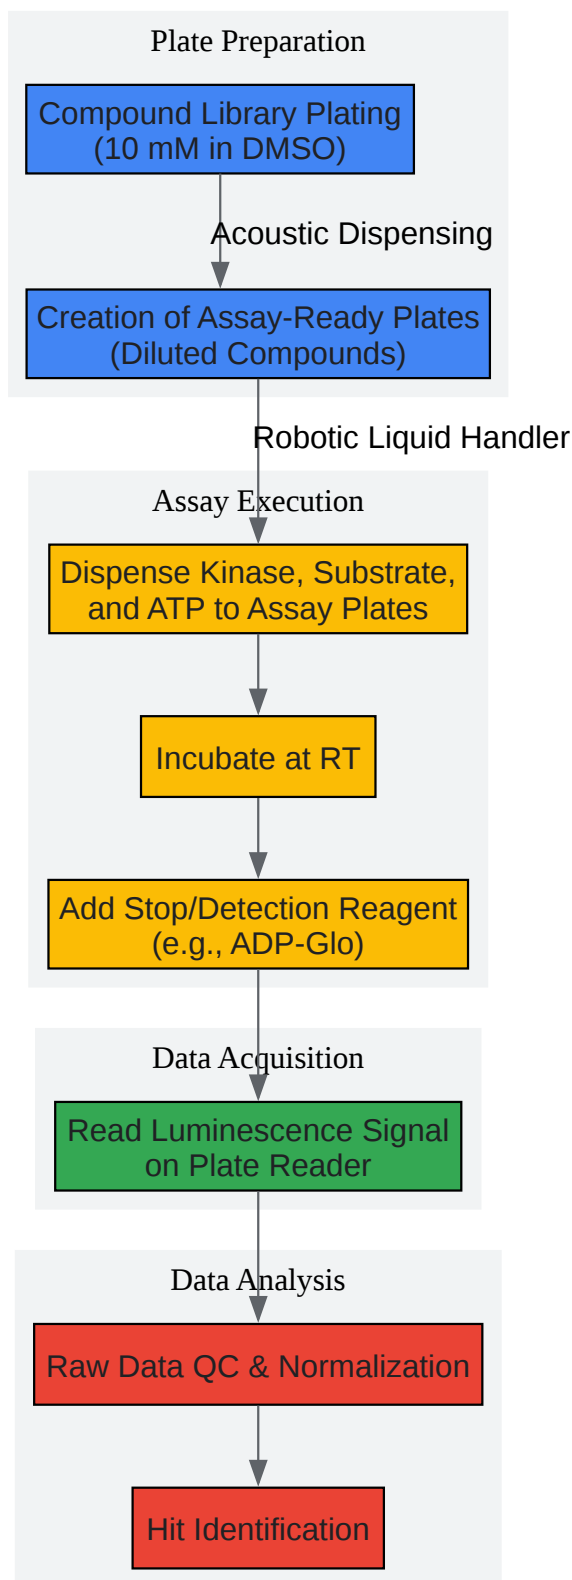 Plate Preparation
Compound Library Plating
(10 mM in DMSO)
Acoustic Dispensing
Creation of Assay-Ready Plates
(Diluted Compounds)
Robotic Liquid Handler
Assay Execution
Dispense Kinase, Substrate,
and ATP to Assay Plates
Incubate at RT
Add Stop/Detection Reagent
(e.g., ADP-Glo)
Data Acquisition
Read Luminescence Signal
on Plate Reader
Data Analysis
Raw Data QC & Normalization
Hit Identification